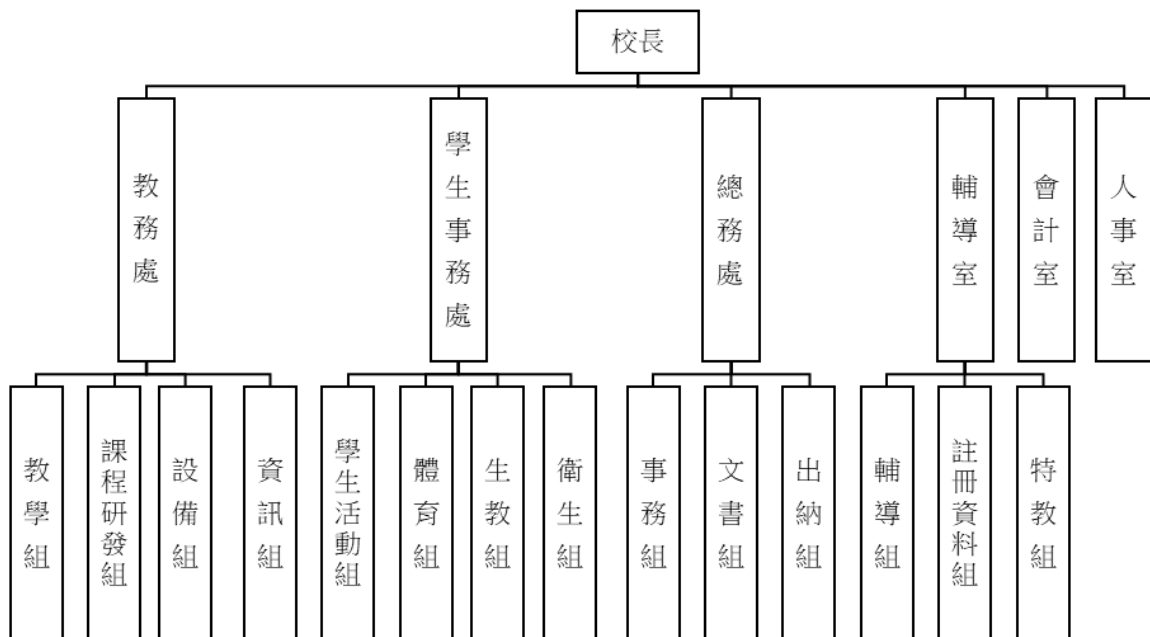 校長
教務處
學生事務處
總務處
輔導室
會計室
人事室
教學組
課程研發組
設備組
資訊組
學生活動組
體育組
生教組
衛生組
事務組
文書組
出納組
輔導組
註冊資料組
特教組